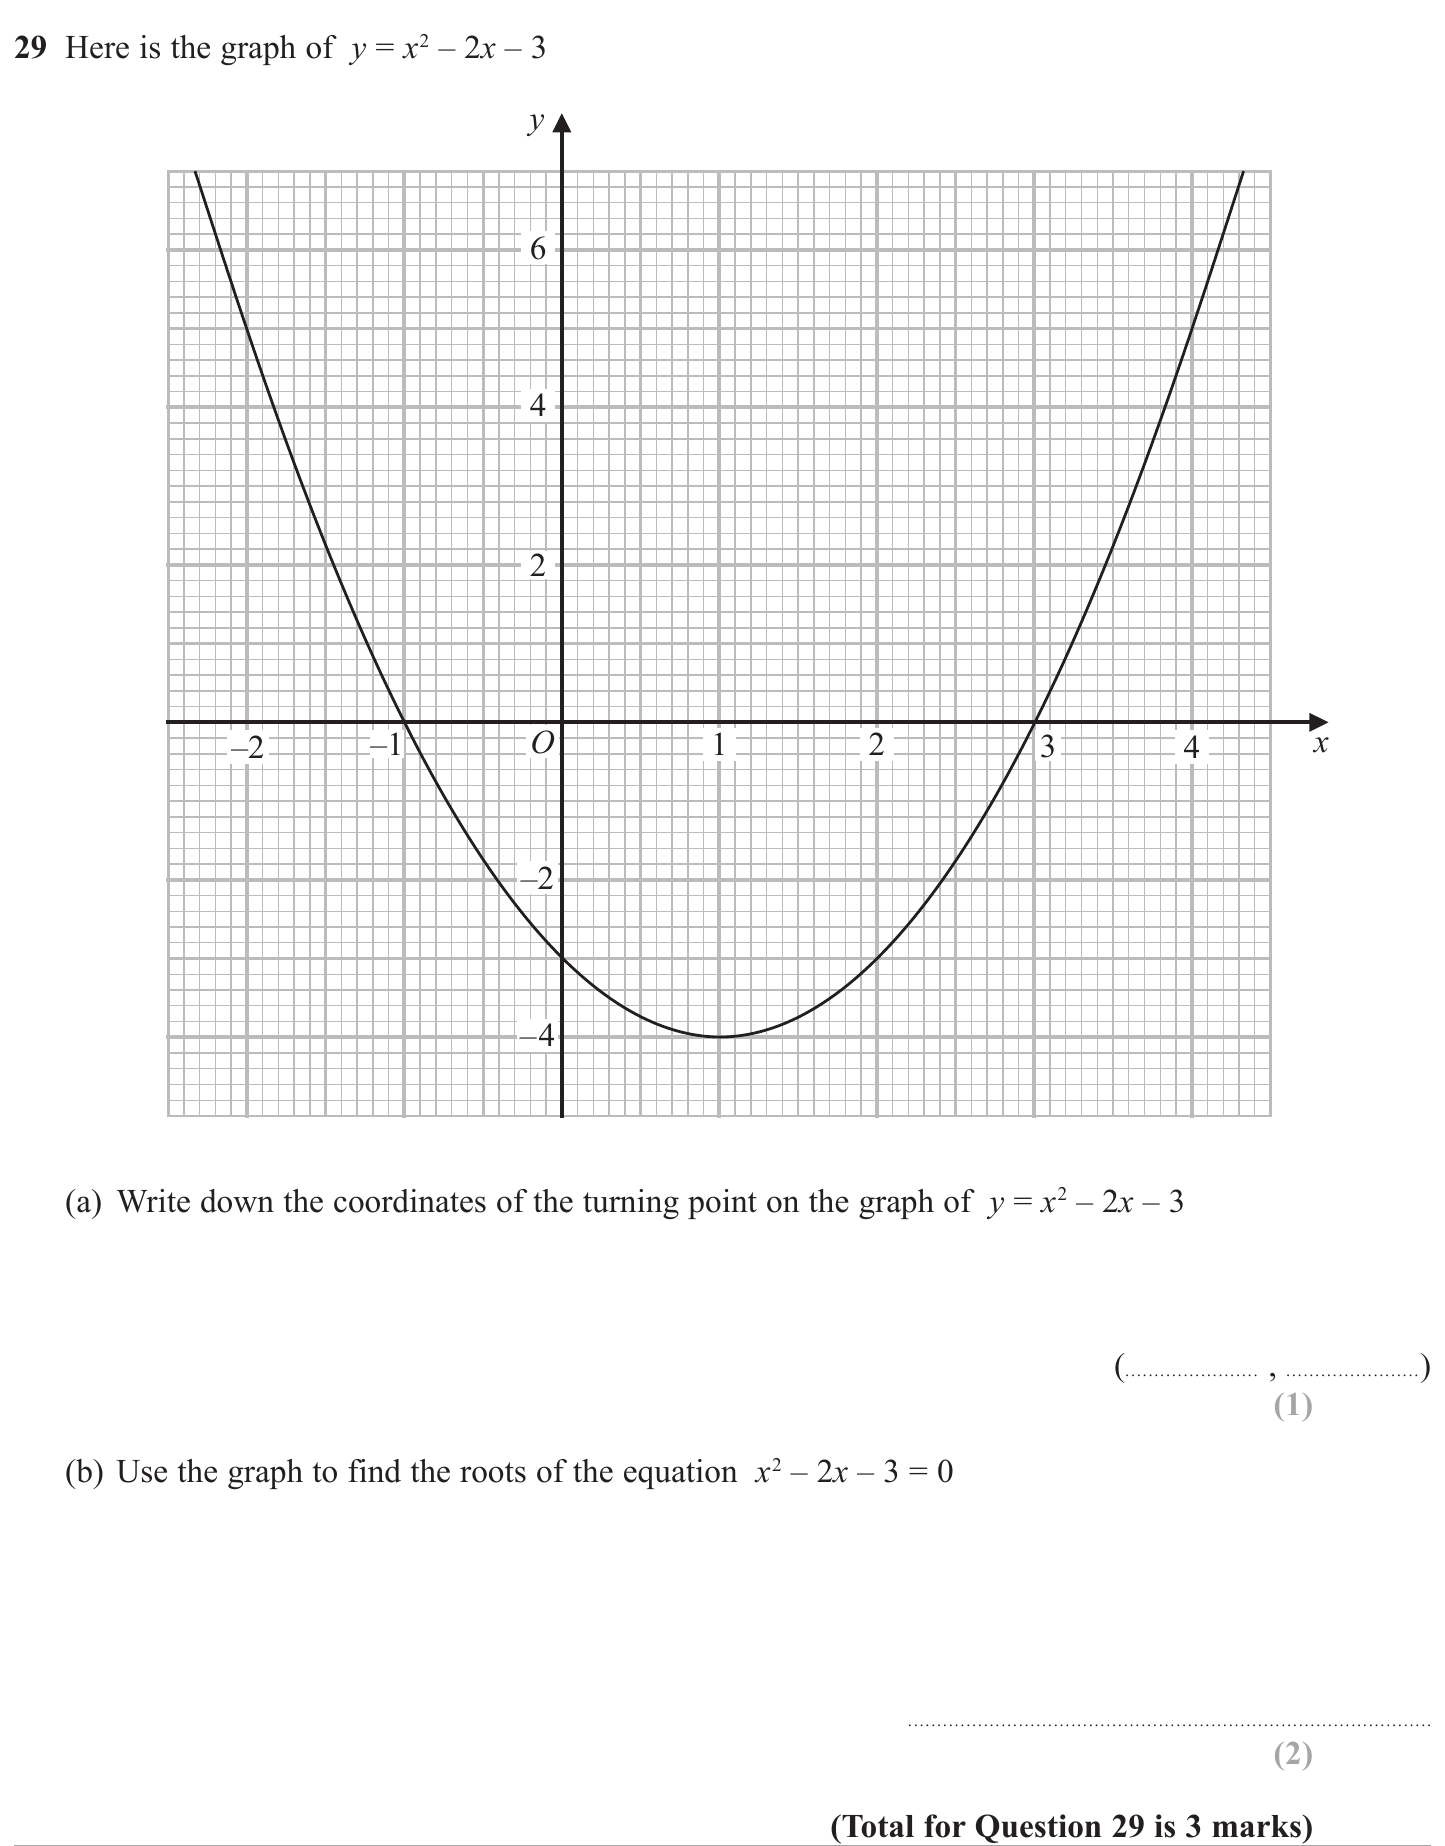 29 Here is the graph of y = x² – 2x – 3
y
6
4
2
–2 –1 O 1 2 3 4 x
–2
–4
(a) Write down the coordinates of the turning point on the graph of y = x² – 2x – 3
(...................... , ......................)
(1)
(b) Use the graph to find the roots of the equation x² – 2x – 3 = 0
..........................................................................................
(2)
(Total for Question 29 is 3 marks)